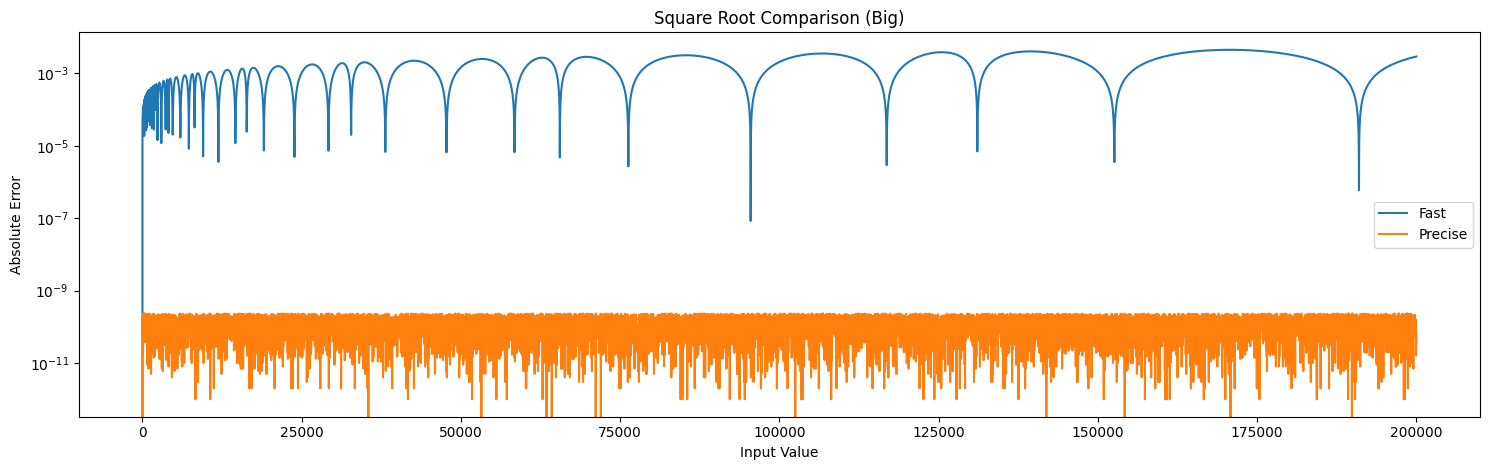 Square Root Comparison (Big)
Absolute Error
10⁻³
10⁻⁵
10⁻⁷
10⁻⁹
10⁻¹¹
Fast
Precise
0 25000 50000 75000 100000 125000 150000 175000 200000
Input Value